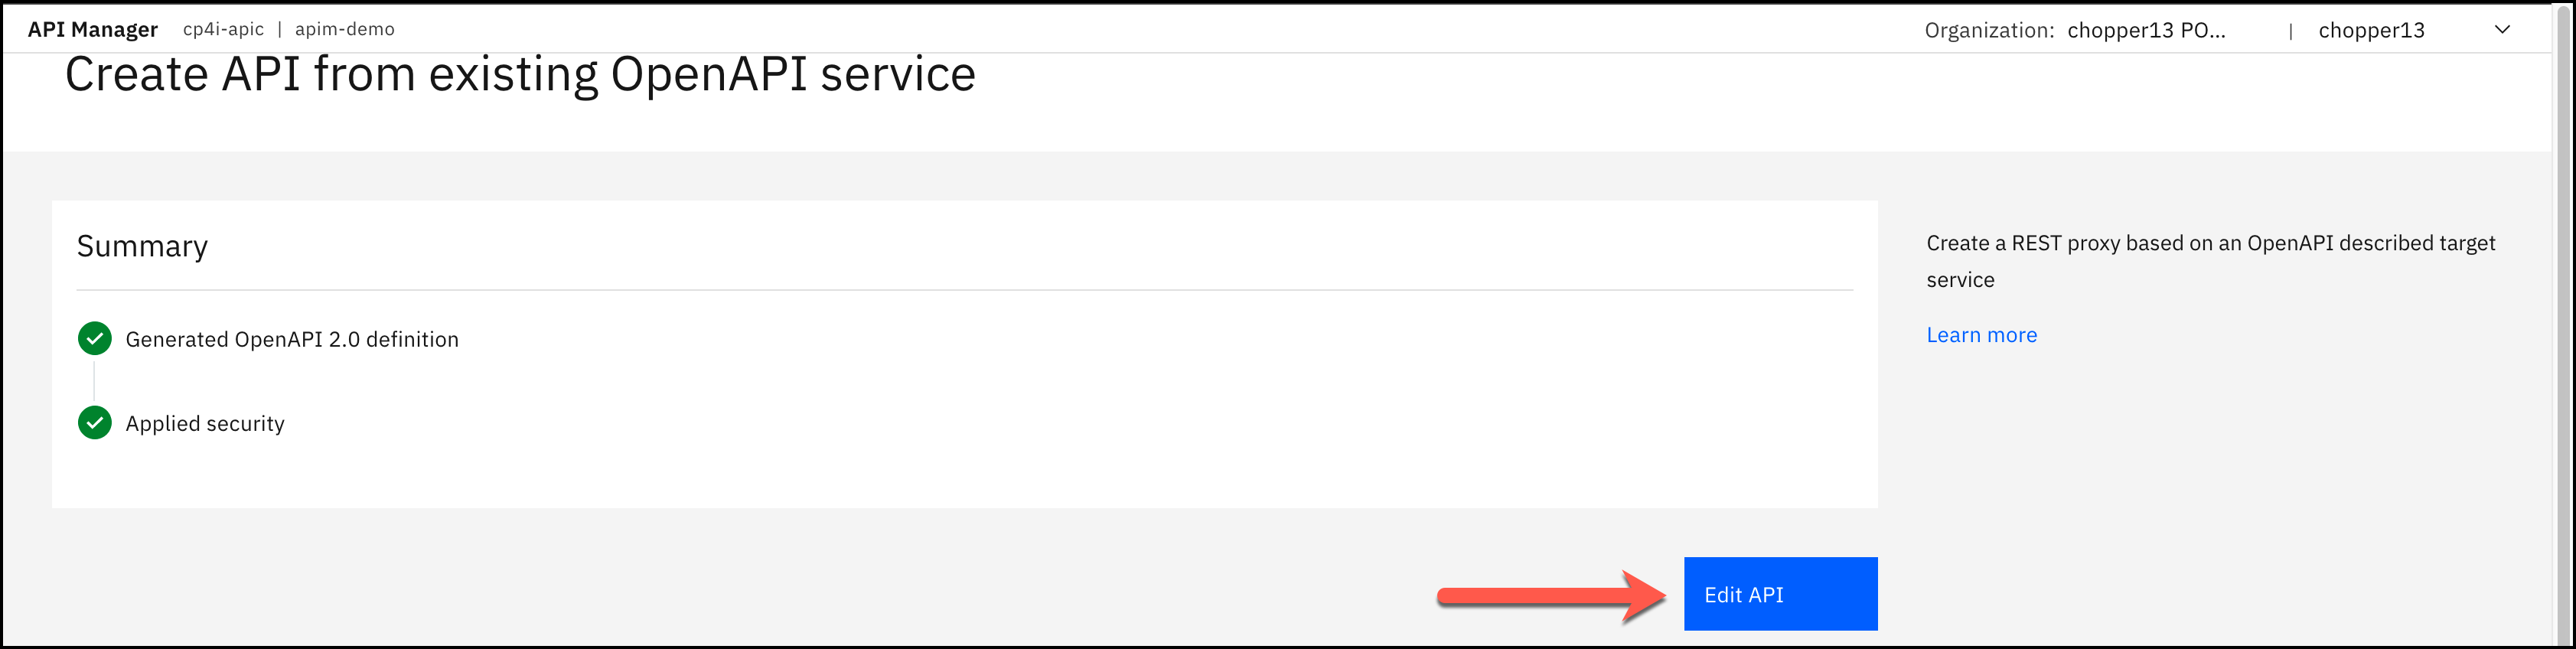 API Manager cp4i-apic | apim-demo Organization: chopper13 PO... | chopper13
Create API from existing OpenAPI service
Summary
Create a REST proxy based on an OpenAPI described target
service
Learn more
Generated OpenAPI 2.0 definition
Applied security
Edit API